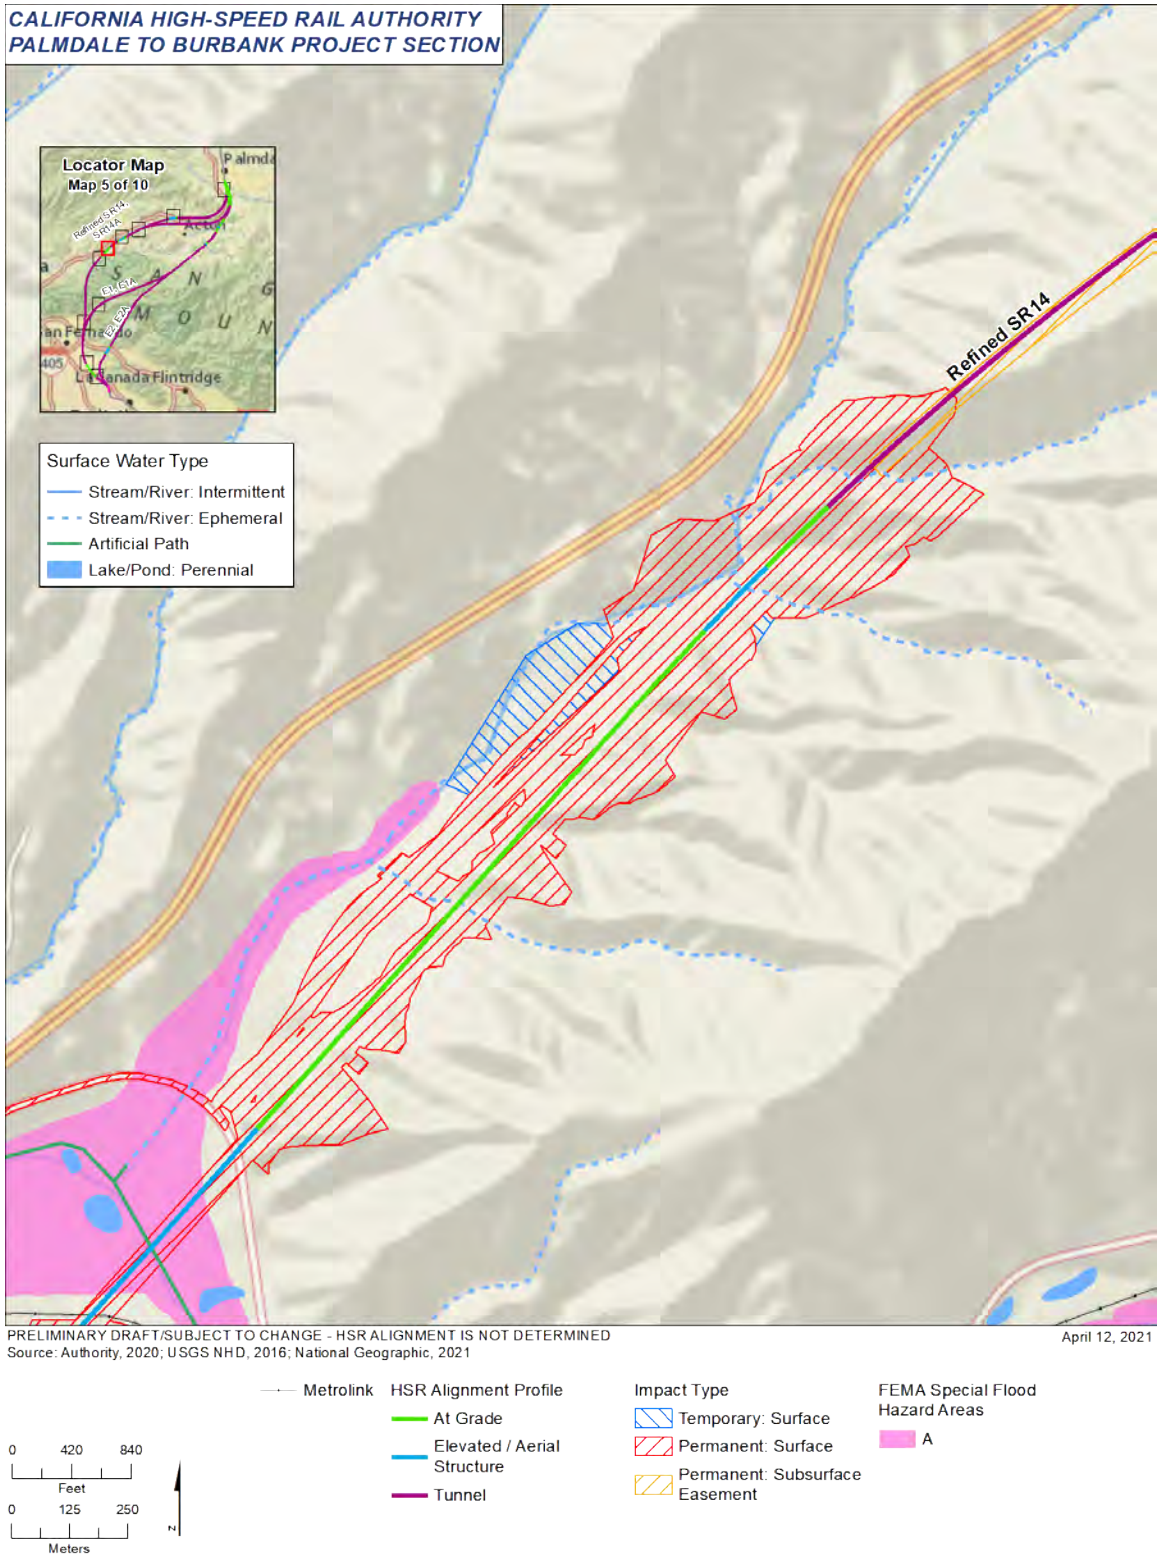 CALIFORNIA HIGH-SPEED RAIL AUTHORITY
PALMDALE TO BURBANK PROJECT SECTION
Locator Map
Map 5 of 10
Palmda
Refined SR14,
SR14A
Acton
a
S A N
G
E1, E1A
M O U N
E2, E2A
an Fernando
405
La Canada Flintridge
Surface Water Type
Stream/River: Intermittent
Stream/River: Ephemeral
Artificial Path
Lake/Pond: Perennial
Refined SR14
PRELIMINARY DRAFT/SUBJECT TO CHANGE - HSR ALIGNMENT IS NOT DETERMINED
April 12, 2021
Source: Authority, 2020; USGS NHD, 2016; National Geographic, 2021
Metrolink
HSR Alignment Profile
At Grade
Elevated / Aerial
Structure
Tunnel
Impact Type
Temporary: Surface
Permanent: Surface
Permanent: Subsurface
Easement
FEMA Special Flood
Hazard Areas
A
0 420 840
Feet
0 125 250
Meters
N